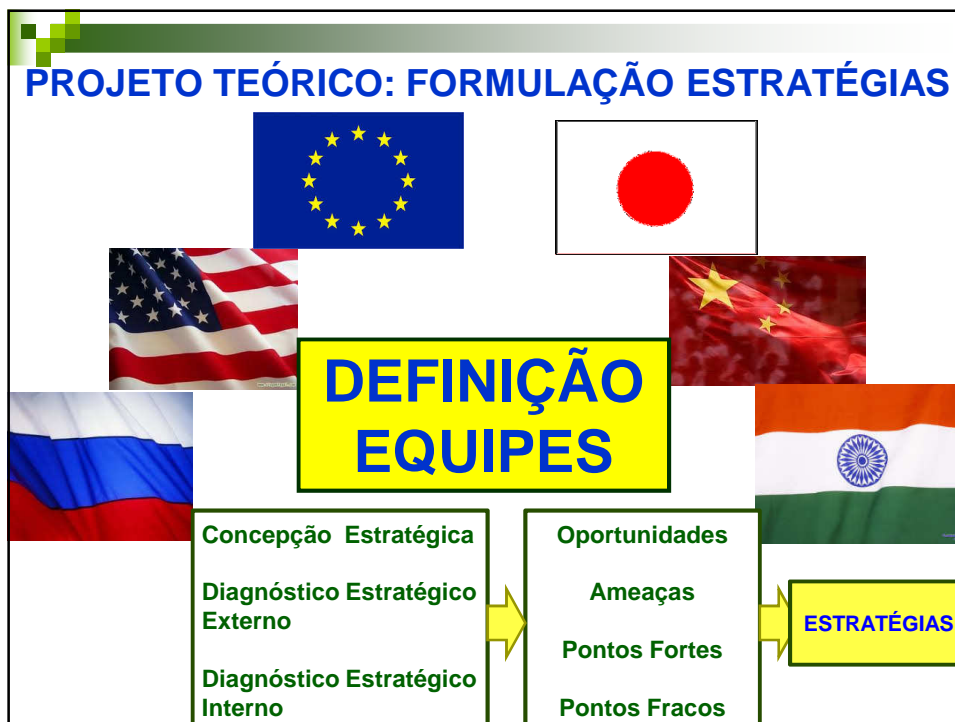 PROJETO TEÓRICO: FORMULAÇÃO ESTRATÉGIAS
DEFINIÇÃO
EQUIPES
Concepção Estratégica
Diagnóstico Estratégico
Externo
Diagnóstico Estratégico
Interno
Oportunidades
Ameaças
Pontos Fortes
Pontos Fracos
ESTRATÉGIAS